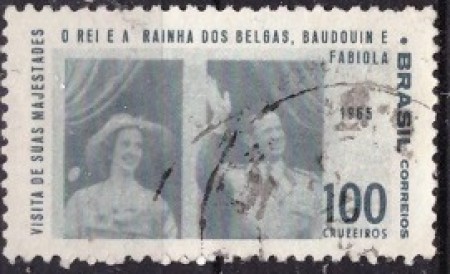 VISITA DE SUAS MAJESTADES
O REI E A RAINHA DOS BELGAS, BAUDOUIN E
FABIOLA
1965
100
CRUZEIROS
BRASIL CORREIOS